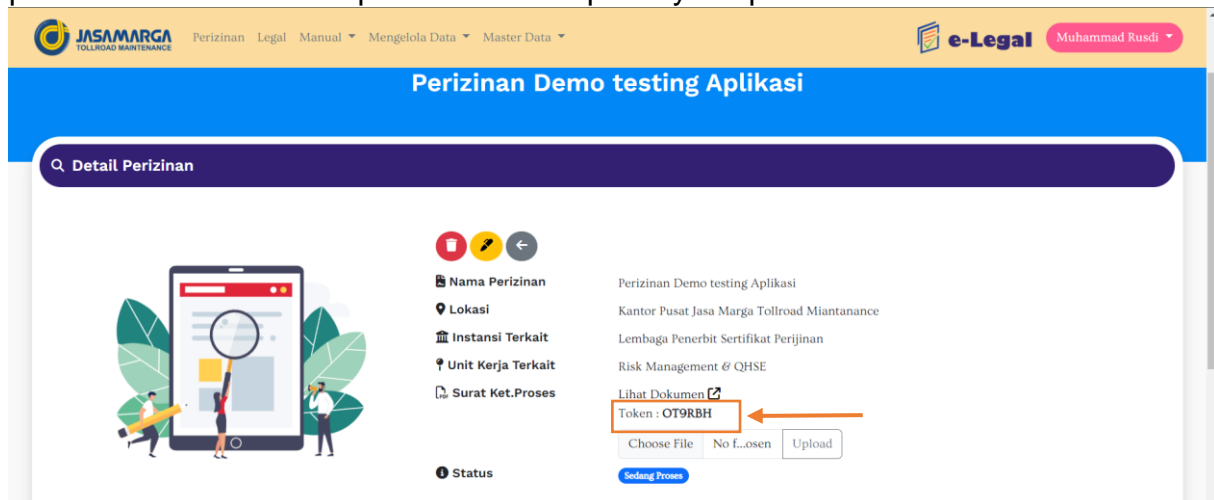 JASAMARGA
TOLLROAD MAINTENANCE
Perizinan Legal Manual Mengelola Data Master Data
e-Legal
Muhammad Rusdi
Perizinan Demo testing Aplikasi
Detail Perizinan
Nama Perizinan Perizinan Demo testing Aplikasi
Lokasi Kantor Pusat Jasa Marga Tollroad Miantanance
Instansi Terkait Lembaga Penerbit Sertifikat Perijinan
Unit Kerja Terkait Risk Management & QHSE
Surat Ket.Proses Lihat Dokumen
Token : OT9RBH
Choose File No f...osen Upload
Status Sedang Proses